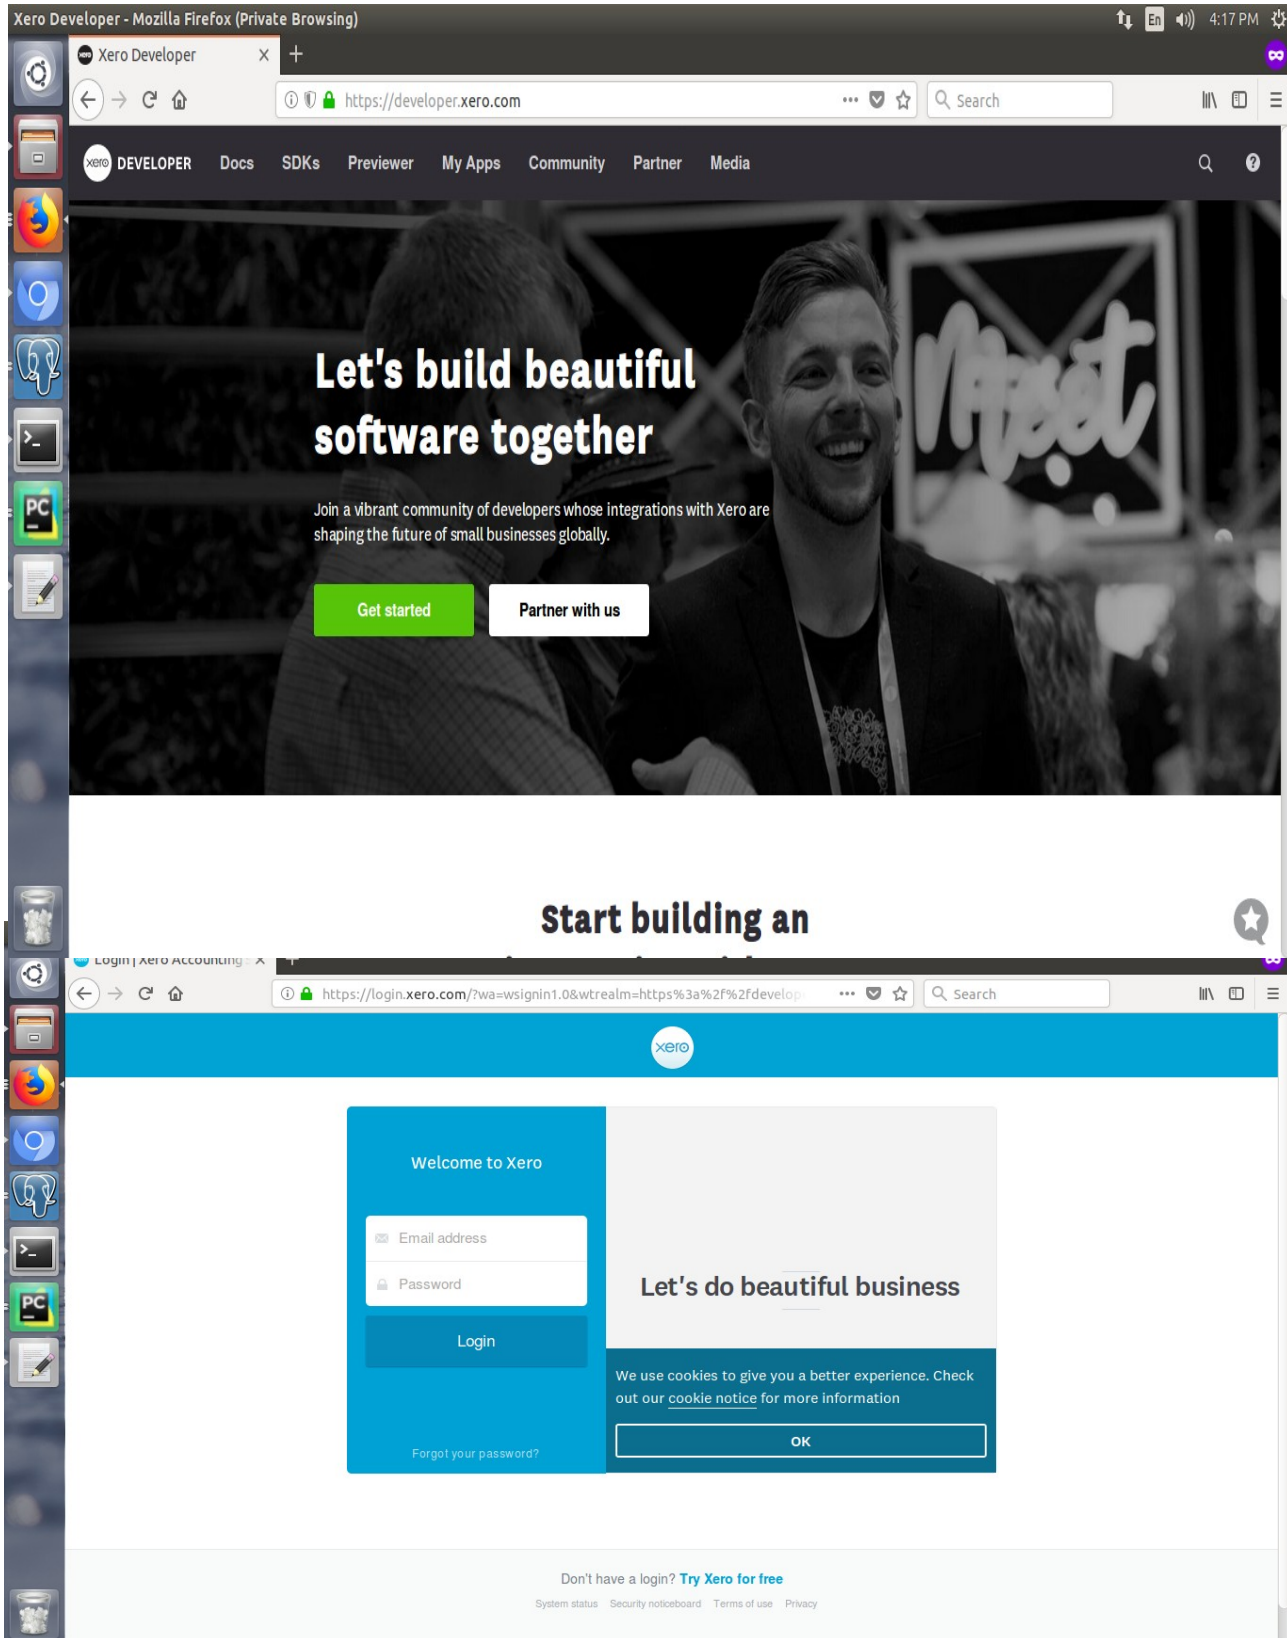 Xero Developer - Mozilla Firefox (Private Browsing)
En 4:17 PM
Xero Developer
https://developer.xero.com
Search
xero DEVELOPER Docs SDKs Previewer My Apps Community Partner Media
Meet
Let's build beautiful
software together
Join a vibrant community of developers whose integrations with Xero are
shaping the future of small businesses globally.
Get started Partner with us
PC
Start building an
Login | Xero Accounting
https://login.xero.com/?wa=wsignin1.0&wtrealm=https%3a%2f%2fdevelop
Search
xero
Welcome to Xero
Email address
Password
Login
Forgot your password?
Let's do beautiful business
We use cookies to give you a better experience. Check
out our cookie notice for more information
OK
PC
Don't have a login? Try Xero for free
System status Security noticeboard Terms of use Privacy